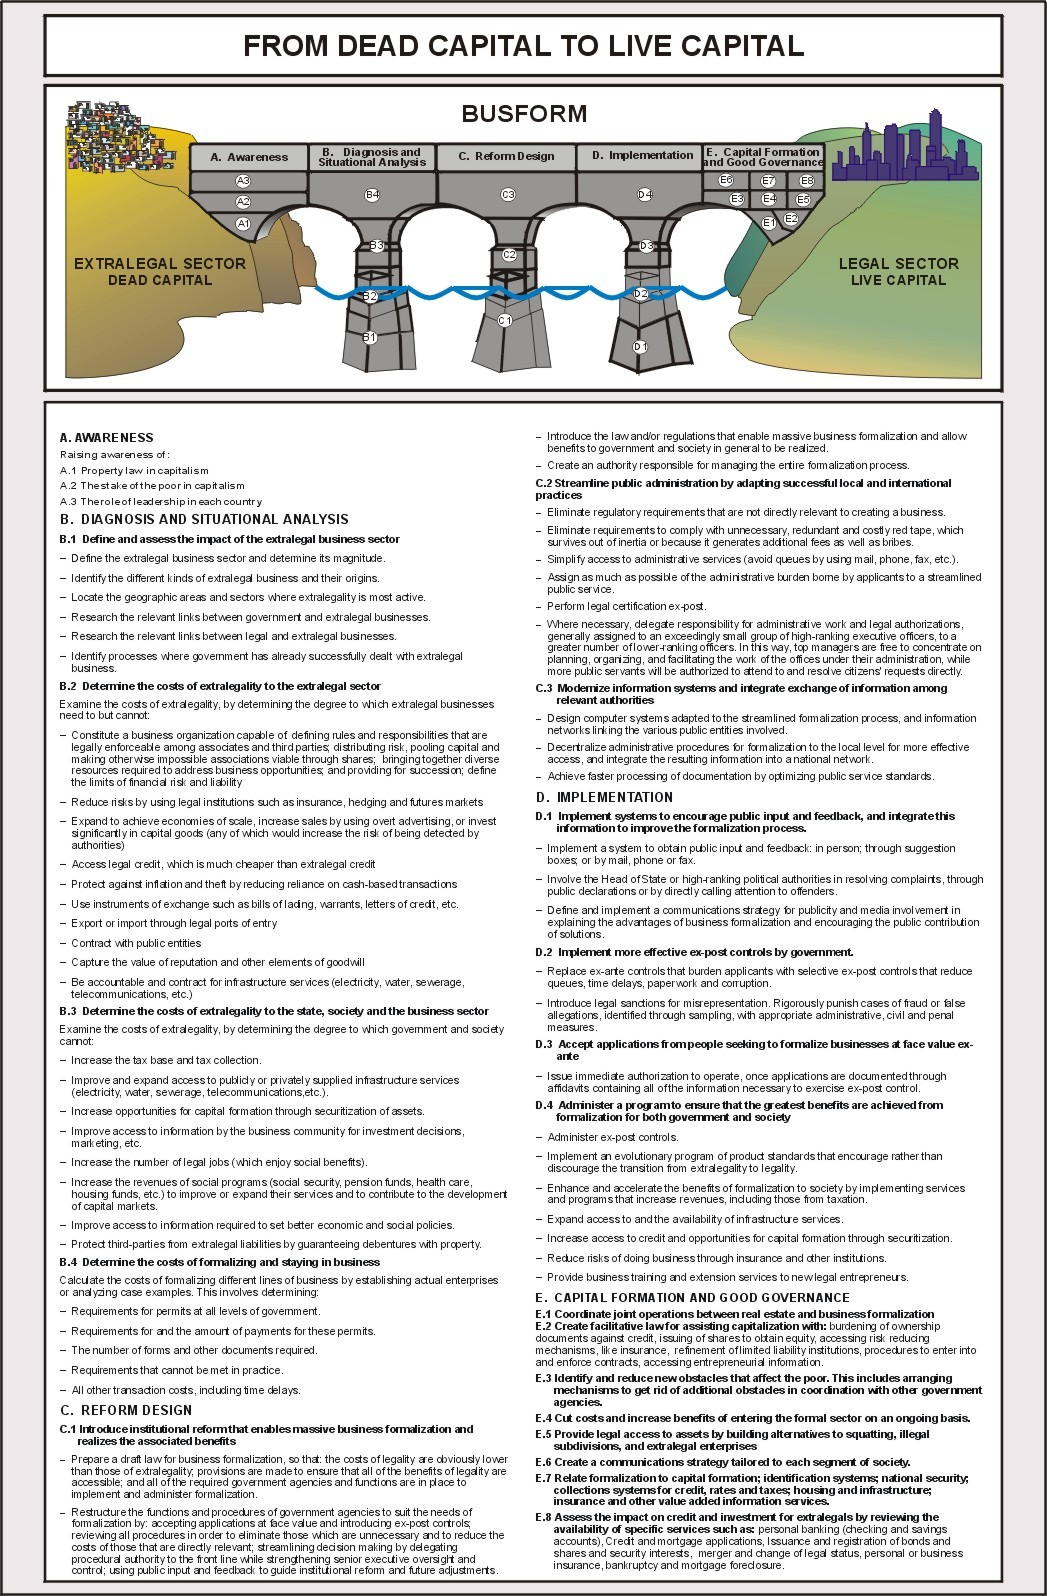 FROM DEAD CAPITAL TO LIVE CAPITAL
BUSFORM
A. Awareness
B. Diagnosis and
Situational Analysis
C. Reform Design
D. Implementation
E. Capital Formation
and Good Governance
A3
A2
A1
B4
B3
B2
B1
C3
C2
C1
D4
D3
D2
D1
E6
E7
E8
E3
E4
E5
E1
E2
EXTRALEGAL SECTOR
DEAD CAPITAL
LEGAL SECTOR
LIVE CAPITAL
A. AWARENESS
Raising awareness of:
A.1 Property law in capitalism
A.2 The stake of the poor in capitalism
A.3 The role of leadership in each country
B. DIAGNOSIS AND SITUATIONAL ANALYSIS
B.1 Define and assess the impact of the extralegal business sector
– Define the extralegal business sector and determine its magnitude.
– Identify the different kinds of extralegal business and their origins.
– Locate the geographic areas and sectors where extralegality is most active.
– Research the relevant links between government and extralegal businesses.
– Research the relevant links between legal and extralegal businesses.
– Identify processes where government has already successfully dealt with extralegal
business.
B.2 Determine the costs of extralegality to the extralegal sector
Examine the costs of extralegality, by determining the degree to which extralegal businesses
need to but cannot:
– Constitute a business organization capable of defining rules and responsibilities that are
legally enforceable among associates and third parties; distributing risk, pooling capital and
making otherwise impossible associations viable through shares; bringing together diverse
resources required to address business opportunities; and providing for succession; define
the limits of financial risk and liability
– Reduce risks by using legal institutions such as insurance, hedging and futures markets
– Expand to achieve economies of scale, increase sales by using overt advertising, or invest
significantly in capital goods (any of which would increase the risk of being detected by
authorities)
– Access legal credit, which is much cheaper than extralegal credit
– Protect against inflation and theft by reducing reliance on cash-based transactions
– Use instruments of exchange such as bills of lading, warrants, letters of credit, etc.
– Export or import through legal ports of entry
– Contract with public entities
– Capture the value of reputation and other elements of goodwill
– Be accountable and contract for infrastructure services (electricity, water, sewerage,
telecommunications, etc.)
B.3 Determine the costs of extralegality to the state, society and the business sector
Examine the costs of extralegality, by determining the degree to which government and society
cannot:
– Increase the tax base and tax collection.
– Improve and expand access to publicly or privately supplied infrastructure services
(electricity, water, sewerage, telecommunications,etc.).
– Increase opportunities for capital formation through securitization of assets.
– Improve access to information by the business community for investment decisions,
marketing, etc.
– Increase the number of legal jobs (which enjoy social benefits).
– Increase the revenues of social programs (social security, pension funds, health care,
housing funds, etc.) to improve or expand their services and to contribute to the development
of capital markets.
– Improve access to information required to set better economic and social policies.
– Protect third-parties from extralegal liabilities by guaranteeing debentures with property.
B.4 Determine the costs of formalizing and staying in business
Calculate the costs of formalizing different lines of business by establishing actual enterprises
or analyzing case examples. This involves determining:
– Requirements for permits at all levels of government.
– Requirements for and the amount of payments for these permits.
– The number of forms and other documents required.
– Requirements that cannot be met in practice.
– All other transaction costs, including time delays.
C. REFORM DESIGN
C.1 Introduce institutional reform that enables massive business formalization and
realizes the associated benefits
– Prepare a draft law for business formalization, so that: the costs of legality are obviously lower
than those of extralegality; provisions are made to ensure that all of the benefits of legality are
accessible; and all of the required government agencies and functions are in place to
implement and administer formalization.
– Restructure the functions and procedures of government agencies to suit the needs of
formalization by: accepting applications at face value and introducing ex-post controls;
reviewing all procedures in order to eliminate those which are unnecessary and to reduce the
costs of those that are directly relevant; streamlining decision making by delegating
procedural authority to the front line while strengthening senior executive oversight and
control; using public input and feedback to guide institutional reform and future adjustments.
– Introduce the law and/or regulations that enable massive business formalization and allow
benefits to government and society in general to be realized.
– Create an authority responsible for managing the entire formalization process.
C.2 Streamline public administration by adapting successful local and international
practices
– Eliminate regulatory requirements that are not directly relevant to creating a business.
– Eliminate requirements to comply with unnecessary, redundant and costly red tape, which
survives out of inertia or because it generates additional fees as well as bribes.
– Simplify access to administrative services (avoid queues by using mail, phone, fax, etc.).
– Assign as much as possible of the administrative burden borne by applicants to a streamlined
public service.
– Perform legal certification ex-post.
– Where necessary, delegate responsibility for administrative work and legal authorizations,
generally assigned to an exceedingly small group of high-ranking executive officers, to a
greater number of lower-ranking officers. In this way, top managers are free to concentrate on
planning, organizing, and facilitating the work of the offices under their administration, while
more public servants will be authorized to attend to and resolve citizens' requests directly.
C.3 Modernize information systems and integrate exchange of information among
relevant authorities
– Design computer systems adapted to the streamlined formalization process, and information
networks linking the various public entities involved.
– Decentralize administrative procedures for formalization to the local level for more effective
access, and integrate the resulting information into a national network.
– Achieve faster processing of documentation by optimizing public service standards.
D. IMPLEMENTATION
D.1 Implement systems to encourage public input and feedback, and integrate this
information to improve the formalization process.
– Implement a system to obtain public input and feedback: in person; through suggestion
boxes; or by mail, phone or fax.
– Involve the Head of State or high-ranking political authorities in resolving complaints, through
public declarations or by directly calling attention to offenders.
– Define and implement a communications strategy for publicity and media involvement in
explaining the advantages of business formalization and encouraging the public contribution
of solutions.
D.2 Implement more effective ex-post controls by government.
– Replace ex-ante controls that burden applicants with selective ex-post controls that reduce
queues, time delays, paperwork and corruption.
– Introduce legal sanctions for misrepresentation. Rigorously punish cases of fraud or false
allegations, identified through sampling, with appropriate administrative, civil and penal
measures.
D.3 Accept applications from people seeking to formalize businesses at face value ex-
ante
– Issue immediate authorization to operate, once applications are documented through
affidavits containing all of the information necessary to exercise ex-post control.
D.4 Administer a program to ensure that the greatest benefits are achieved from
formalization for both government and society
– Administer ex-post controls.
– Implement an evolutionary program of product standards that encourage rather than
discourage the transition from extralegality to legality.
– Enhance and accelerate the benefits of formalization to society by implementing services
and programs that increase revenues, including those from taxation.
– Expand access to and the availability of infrastructure services.
– Increase access to credit and opportunities for capital formation through securitization.
– Reduce risks of doing business through insurance and other institutions.
– Provide business training and extension services to new legal entrepreneurs.
E. CAPITAL FORMATION AND GOOD GOVERNANCE
E.1 Coordinate joint operations between real estate and business formalization
E.2 Create facilitative law for assisting capitalization with: burdening of ownership
documents against credit, issuing of shares to obtain equity, accessing risk reducing
mechanisms, like insurance, refinement of limited liability institutions, procedures to enter into
and enforce contracts, accessing entrepreneurial information.
E.3 Identify and reduce new obstacles that affect the poor. This includes arranging
mechanisms to get rid of additional obstacles in coordination with other government
agencies.
E.4 Cut costs and increase benefits of entering the formal sector on an ongoing basis.
E.5 Provide legal access to assets by building alternatives to squatting, illegal
subdivisions, and extralegal enterprises
E.6 Create a communications strategy tailored to each segment of society.
E.7 Relate formalization to capital formation; identification systems; national security;
collections systems for credit, rates and taxes; housing and infrastructure;
insurance and other value added information services.
E.8 Assess the impact on credit and investment for extralegals by reviewing the
availability of specific services such as: personal banking (checking and savings
accounts), Credit and mortgage applications, Issuance and registration of bonds and
shares and security interests, merger and change of legal status, personal or business
insurance, bankruptcy and mortgage foreclosure.